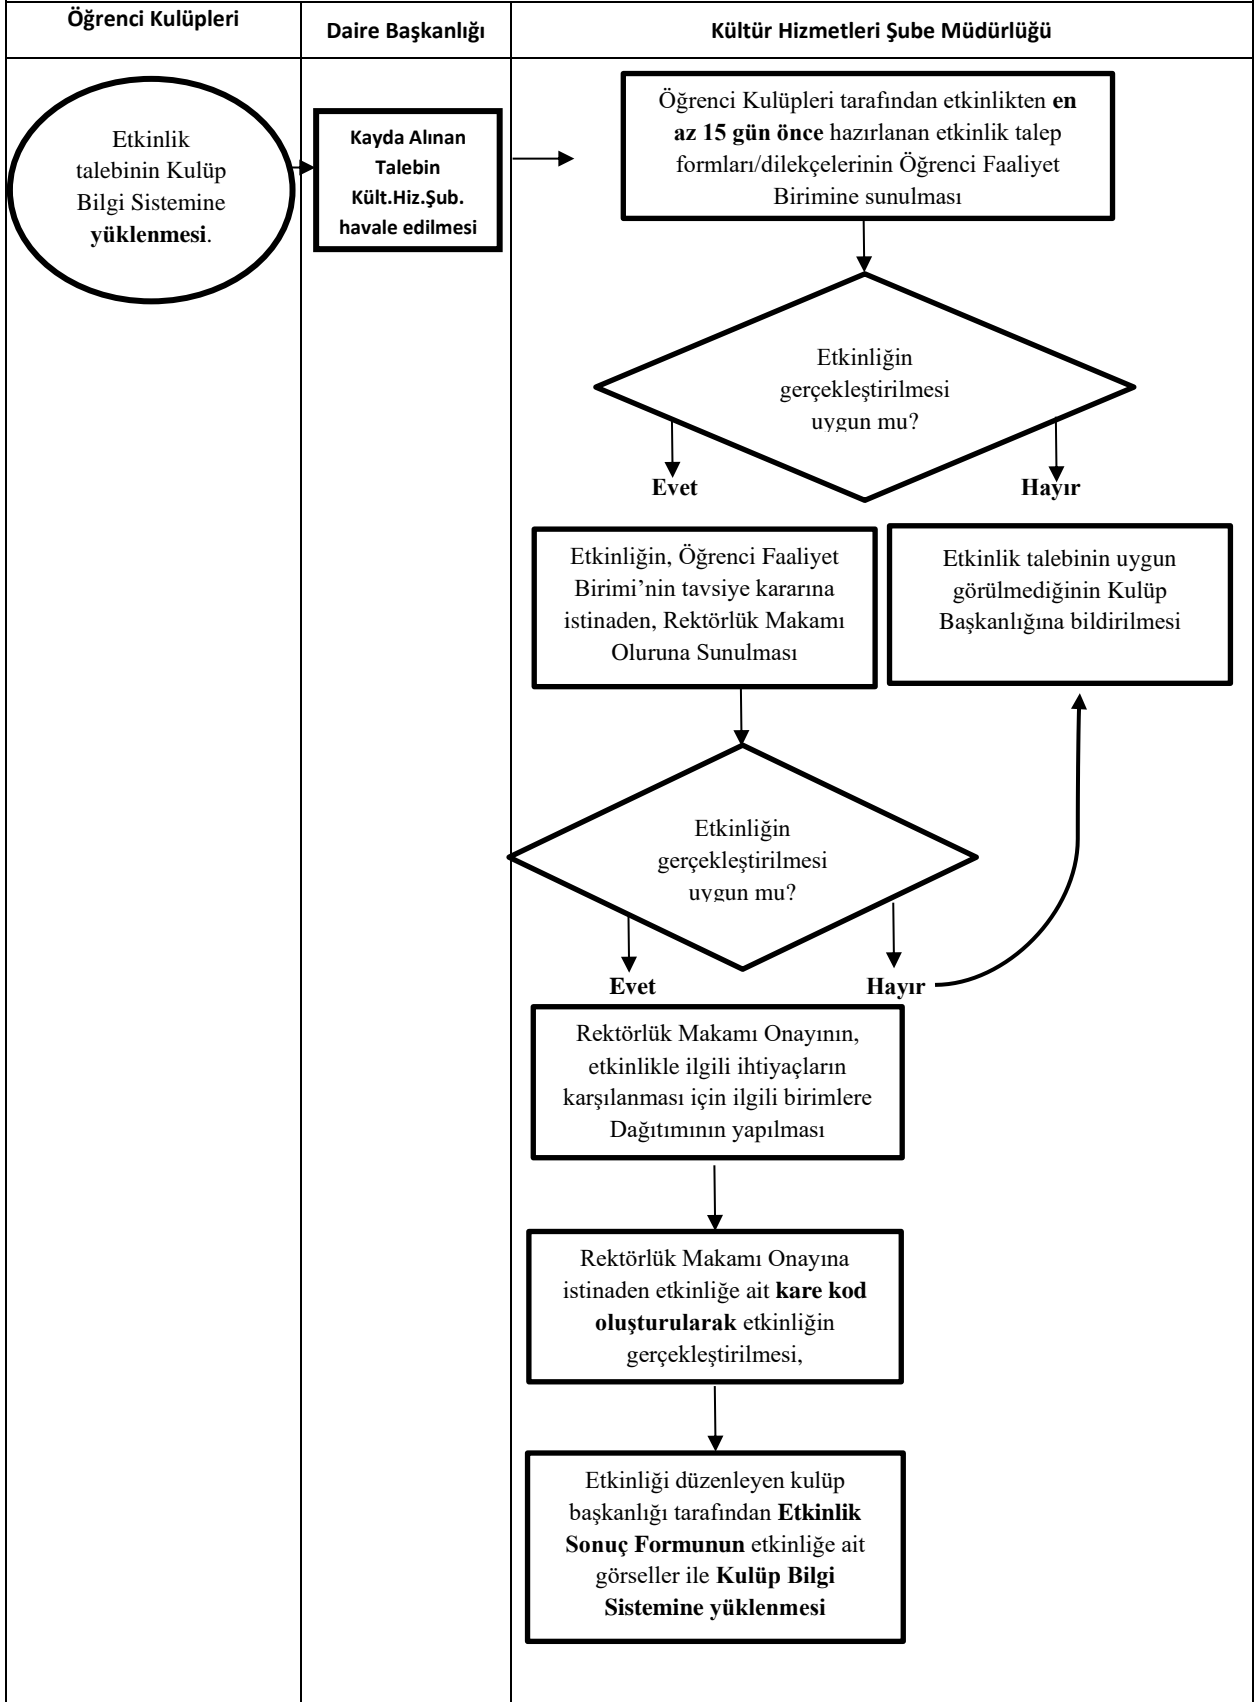 Öğrenci Kulüpleri
Daire Başkanlığı
Kültür Hizmetleri Şube Müdürlüğü
Etkinlik
talebinin Kulüp
Bilgi Sistemine
yüklenmesi.
Kayda Alınan
Talebin
Kült.Hiz.Şub.
havale edilmesi
Öğrenci Kulüpleri tarafından etkinlikten en
az 15 gün önce hazırlanan etkinlik talep
formları/dilekçelerinin Öğrenci Faaliyet
Birimine sunulması
Etkinliğin
gerçekleştirilmesi
uygun mu?
Evet
Hayır
Etkinliğin, Öğrenci Faaliyet
Birimi’nin tavsiye kararına
istinaden, Rektörlük Makamı
Oluruna Sunulması
Etkinlik talebinin uygun
görülmediğinin Kulüp
Başkanlığına bildirilmesi
Etkinliğin
gerçekleştirilmesi
uygun mu?
Evet
Hayır
Rektörlük Makamı Onayının,
etkinlikle ilgili ihtiyaçların
karşılanması için ilgili birimlere
Dağıtımının yapılması
Rektörlük Makamı Onayına
istinaden etkinliğe ait kare kod
oluşturularak etkinliğin
gerçekleştirilmesi,
Etkinliği düzenleyen kulüp
başkanlığı tarafından Etkinlik
Sonuç Formunun etkinliğe ait
görseller ile Kulüp Bilgi
Sistemine yüklenmesi